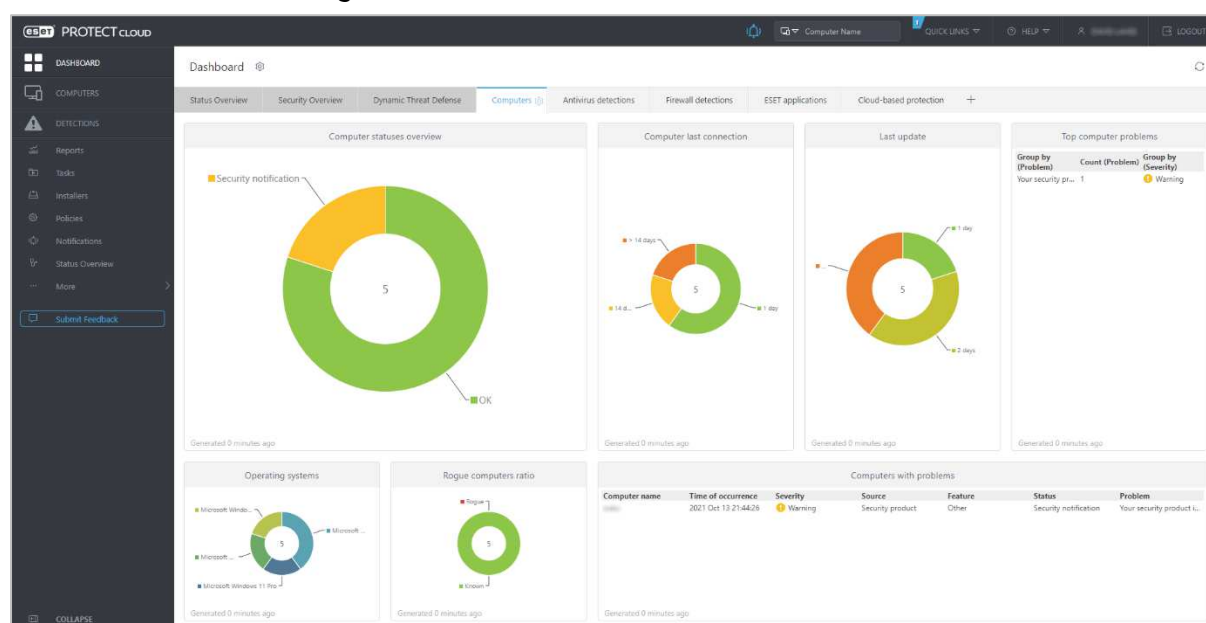 eset PROTECT CLOUD
Computer Name
1
QUICK LINKS
HELP
LOGOUT
DASHBOARD
COMPUTERS
DETECTIONS
Reports
Tasks
Installers
Policies
Notifications
Status Overview
More
Submit Feedback
COLLAPSE
Dashboard
Status Overview Security Overview Dynamic Threat Defense Computers Antivirus detections Firewall detections ESET applications Cloud-based protection +
Computer statuses overview
Security notification
5
OK
Generated 0 minutes ago
Computer last connection
> 14 days
5
14 d...
1 day
Generated 0 minutes ago
Last update
1 day
...
5
2 days
Generated 0 minutes ago
Top computer problems
Group by (Problem) Count (Problem) Group by (Severity)
Your security pr... 1 Warning
Generated 0 minutes ago
Operating systems
Microsoft Windo...
Microsoft ...
5
Microsoft ...
Microsoft Windows 11 Pro
Generated 0 minutes ago
Rogue computers ratio
Rogue
5
Known
Generated 0 minutes ago
Computers with problems
Computer name Time of occurrence Severity Source Feature Status Problem
2021 Oct 13 21:44:26 Warning Security product Other Security notification Your security product i...
Generated 0 minutes ago